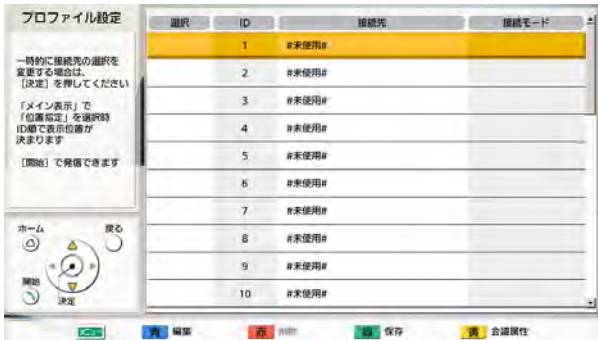 プロファイル設定
一時的に接続先の選択を
変更する場合は、
［決定］を押してください
「メイン表示」で
「位置指定」を選択時
ID順で表示位置が
決まります
［開始］で発信できます
選択 ID 接続先 接続モード
1 #未使用#
2 #未使用#
3 #未使用#
4 #未使用#
5 #未使用#
6 #未使用#
7 #未使用#
8 #未使用#
9 #未使用#
10 #未使用#
ホーム 戻る
開始
決定
メニュー 青 編集 赤 削除 緑 保存 黄 会議属性